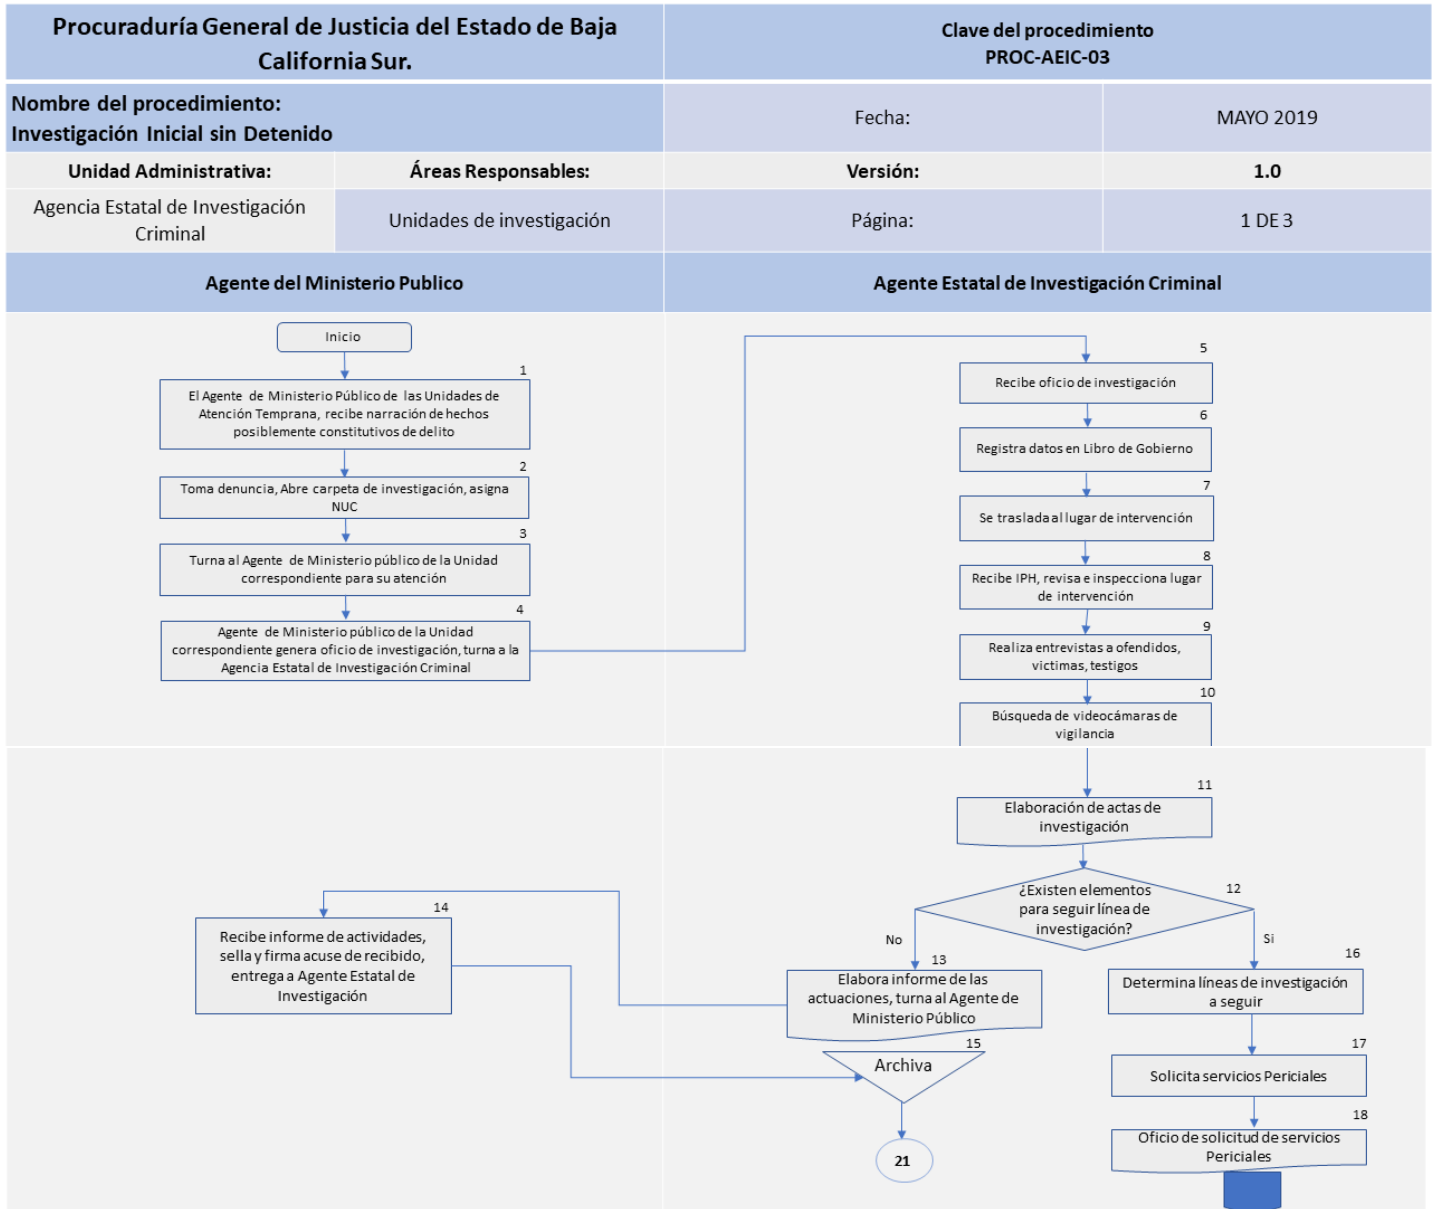 Procuraduría General de Justicia del Estado de Baja
California Sur.
Clave del procedimiento
PROC-AEIC-03
Nombre del procedimiento:
Investigación Inicial sin Detenido
Fecha:
MAYO 2019
Unidad Administrativa:
Áreas Responsables:
Versión:
1.0
Agencia Estatal de Investigación
Criminal
Unidades de investigación
Página:
1 DE 3
Agente del Ministerio Publico
Agente Estatal de Investigación Criminal
Inicio
1
El Agente de Ministerio Público de las Unidades de
Atención Temprana, recibe narración de hechos
posiblemente constitutivos de delito
2
Toma denuncia, Abre carpeta de investigación, asigna
NUC
3
Turna al Agente de Ministerio público de la Unidad
correspondiente para su atención
4
Agente de Ministerio público de la Unidad
correspondiente genera oficio de investigación, turna a la
Agencia Estatal de Investigación Criminal
5
Recibe oficio de investigación
6
Registra datos en Libro de Gobierno
7
Se traslada al lugar de intervención
8
Recibe IPH, revisa e inspecciona lugar
de intervención
9
Realiza entrevistas a ofendidos,
victimas, testigos
10
Búsqueda de videocámaras de
vigilancia
11
Elaboración de actas de
investigación
12
¿Existen elementos
para seguir línea de
investigación?
No
Si
13
Elabora informe de las
actuaciones, turna al Agente de
Ministerio Público
14
Recibe informe de actividades,
sella y firma acuse de recibido,
entrega a Agente Estatal de
Investigación
15
Archiva
21
16
Determina líneas de investigación
a seguir
17
Solicita servicios Periciales
18
Oficio de solicitud de servicios
Periciales